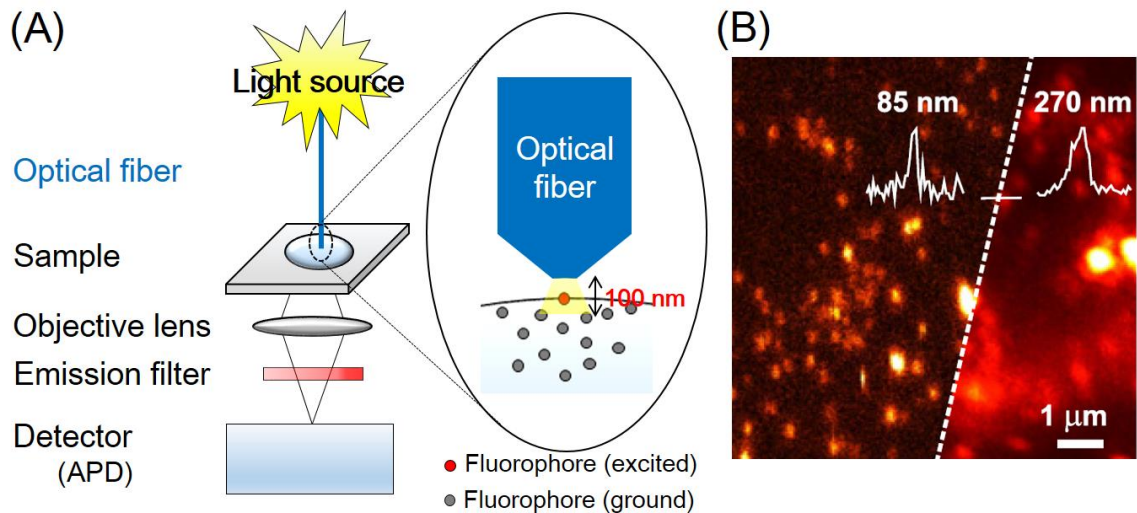 (A)
Light source
Optical fiber
Sample
Objective lens
Emission filter
Detector
(APD)
Optical
fiber
100 nm
Fluorophore (excited)
Fluorophore (ground)
(B)
85 nm
270 nm
1 μm